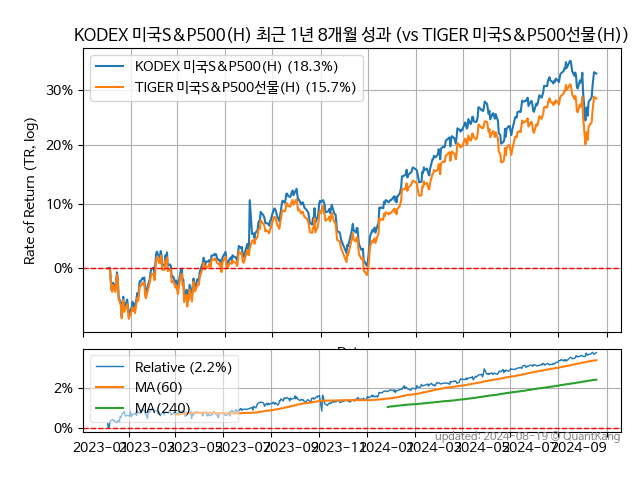 KODEX 미국S&P500(H) 최근 1년 8개월 성과 (vs TIGER 미국S&P500선물(H))
KODEX 미국S&P500(H) (18.3%)
TIGER 미국S&P500선물(H) (15.7%)
Rate of Return (TR, log)
30%
20%
10%
0%
Relative (2.2%)
MA(60)
MA(240)
2%
0%
2023-01 2023-03 2023-05 2023-07 2023-09 2023-11 2024-01 2024-03 2024-05 2024-07 2024-09
updated: 2024-08-19 © QuantKang